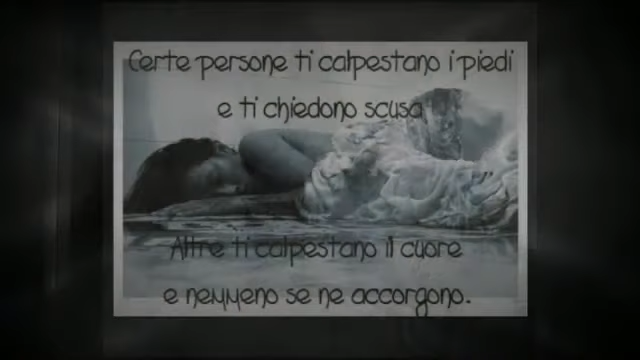 Certe persone ti calpestano i piedi
e ti chiedono scusa
Altre ti calpestano il cuore
e nemmeno se ne accorgono.